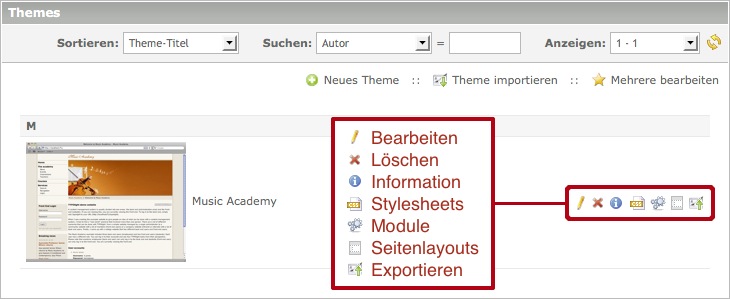 Themes
Sortieren: Theme-Titel Suchen: Autor = Anzeigen: 1 - 1
Neues Theme :: Theme importieren :: Mehrere bearbeiten
M
Music Academy
Bearbeiten
Löschen
Information
Stylesheets
Module
Seitenlayouts
Exportieren